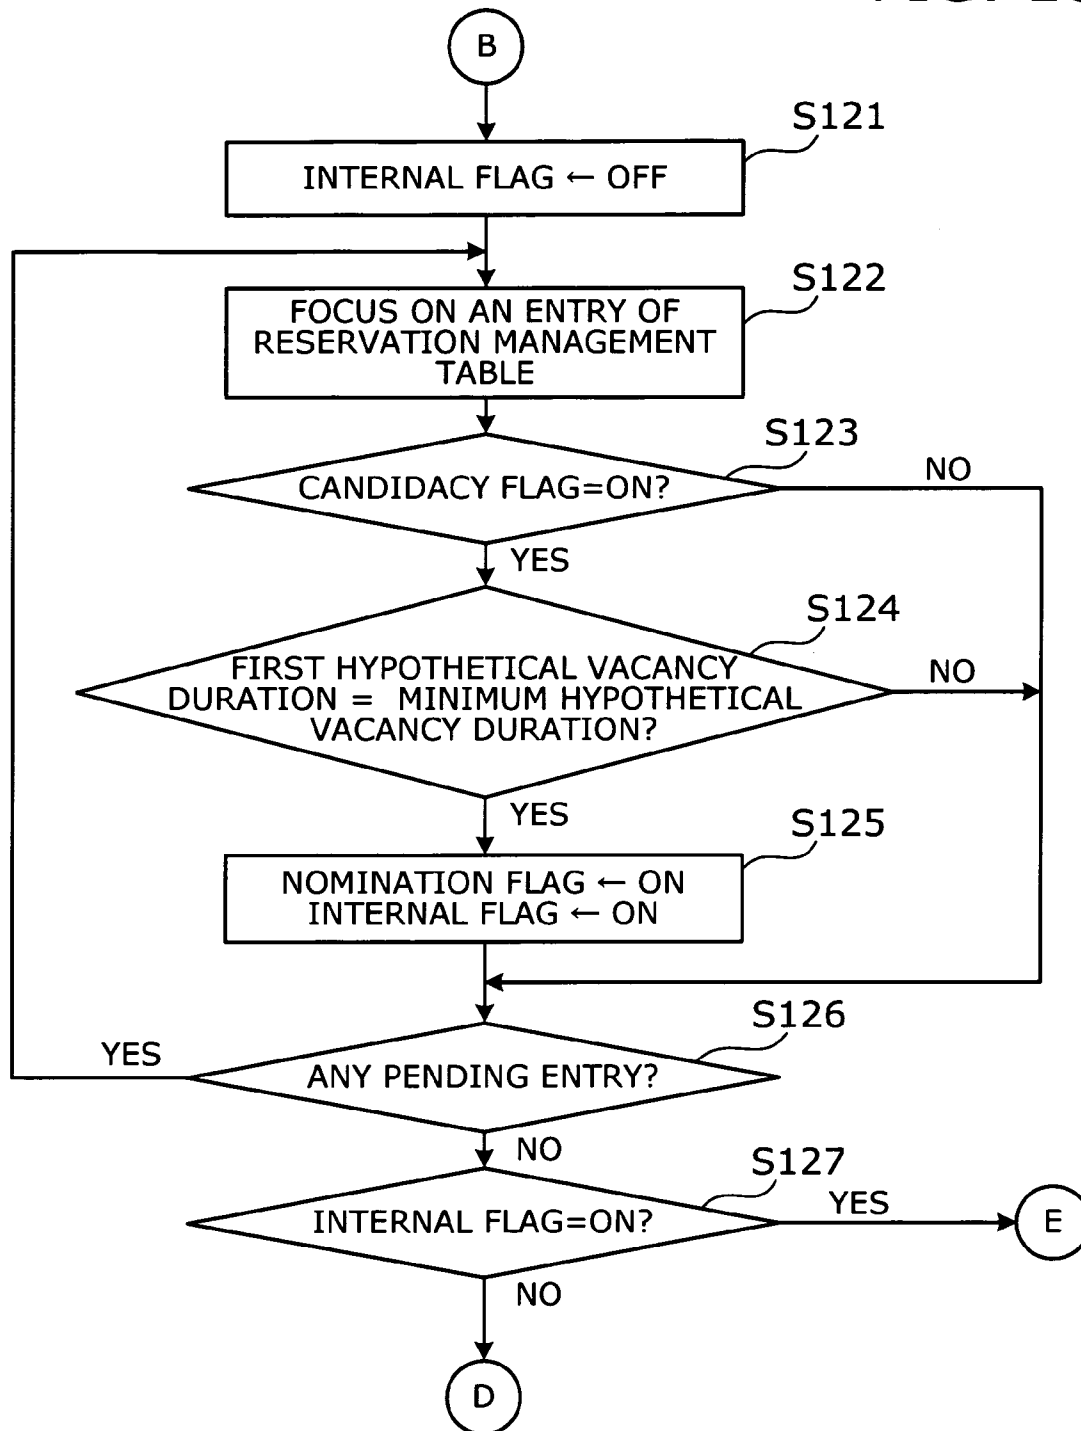 B
S121
INTERNAL FLAG ← OFF
S122
FOCUS ON AN ENTRY OF
RESERVATION MANAGEMENT
TABLE
S123
CANDIDACY FLAG=ON?
NO
YES
S124
FIRST HYPOTHETICAL VACANCY
DURATION = MINIMUM HYPOTHETICAL
VACANCY DURATION?
NO
YES
S125
NOMINATION FLAG ← ON
INTERNAL FLAG ← ON
S126
YES
ANY PENDING ENTRY?
NO
S127
INTERNAL FLAG=ON?
YES
E
NO
D